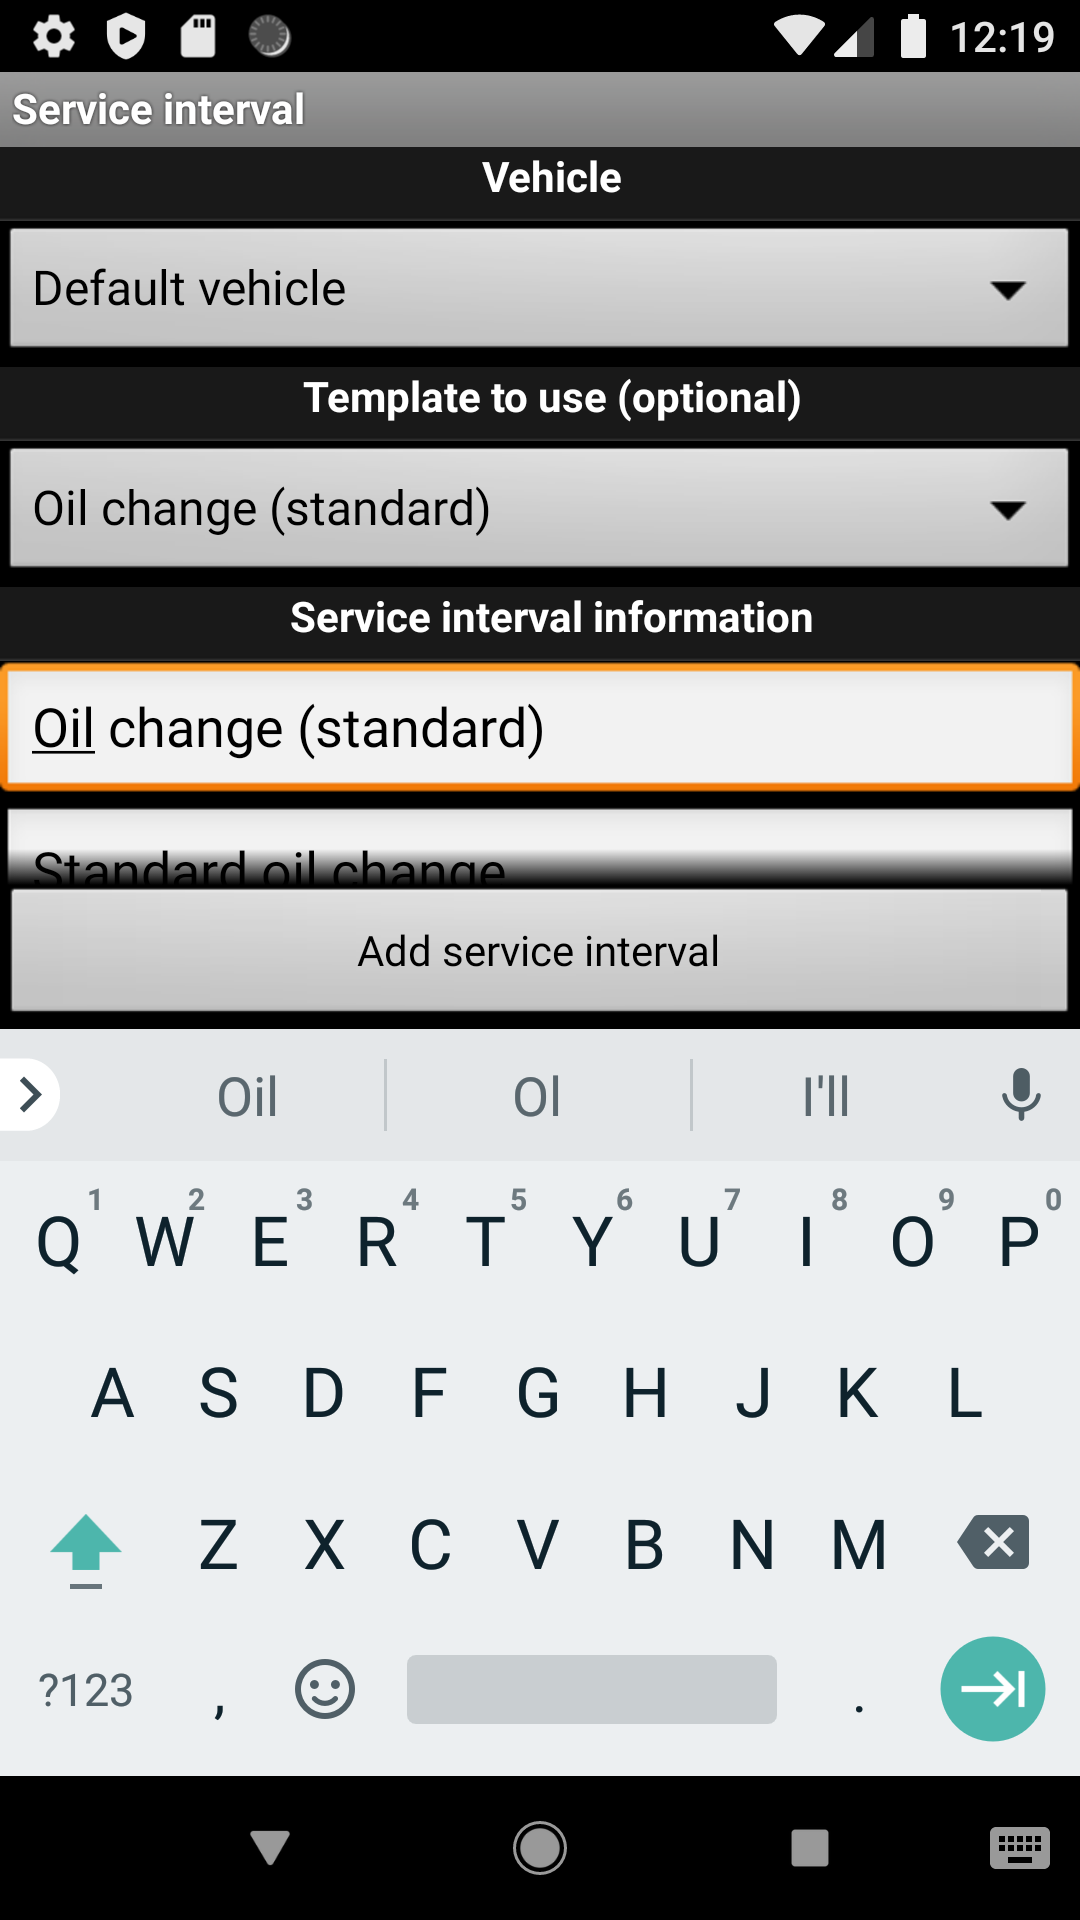 12:19
Service interval
Vehicle
Default vehicle
Template to use (optional)
Oil change (standard)
Service interval information
Oil change (standard)
Standard oil change
Add service interval
Oil Ol I'll
1 2 3 4 5 6 7 8 9 0
Q W E R T Y U I O P
A S D F G H J K L
Z X C V B N M
?123 , .